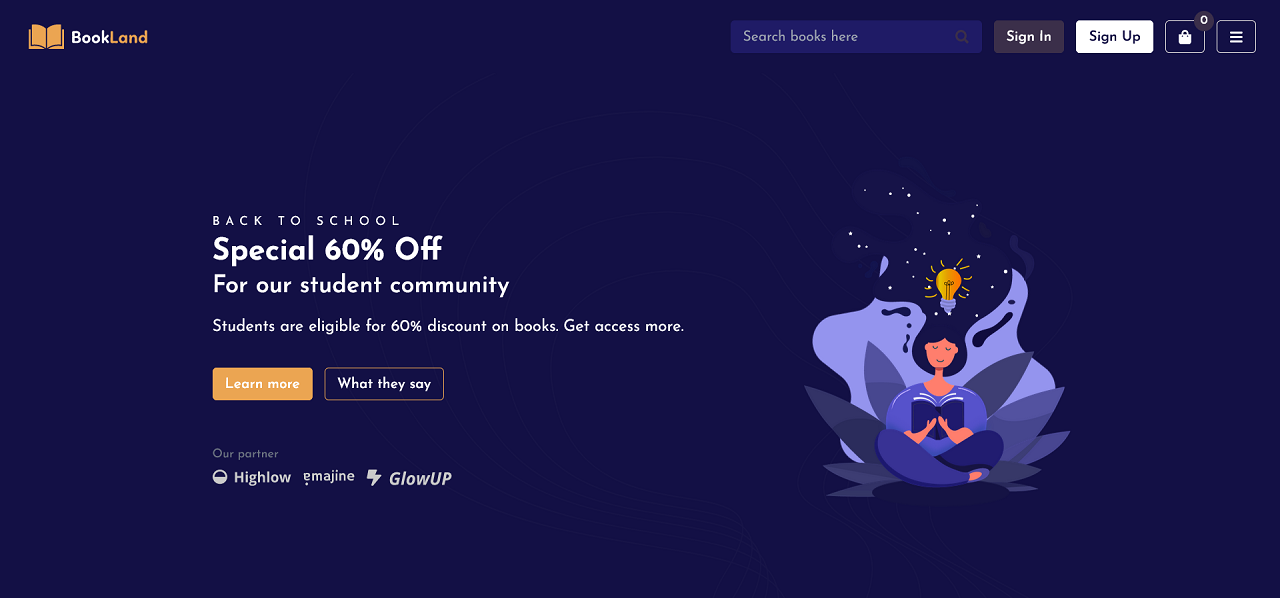 BookLand
Search books here
Sign In
Sign Up
0
BACK TO SCHOOL
Special 60% Off
For our student community
Students are eligible for 60% discount on books. Get access more.
Learn more
What they say
Our partner
Highlow
emajine
GlowUP